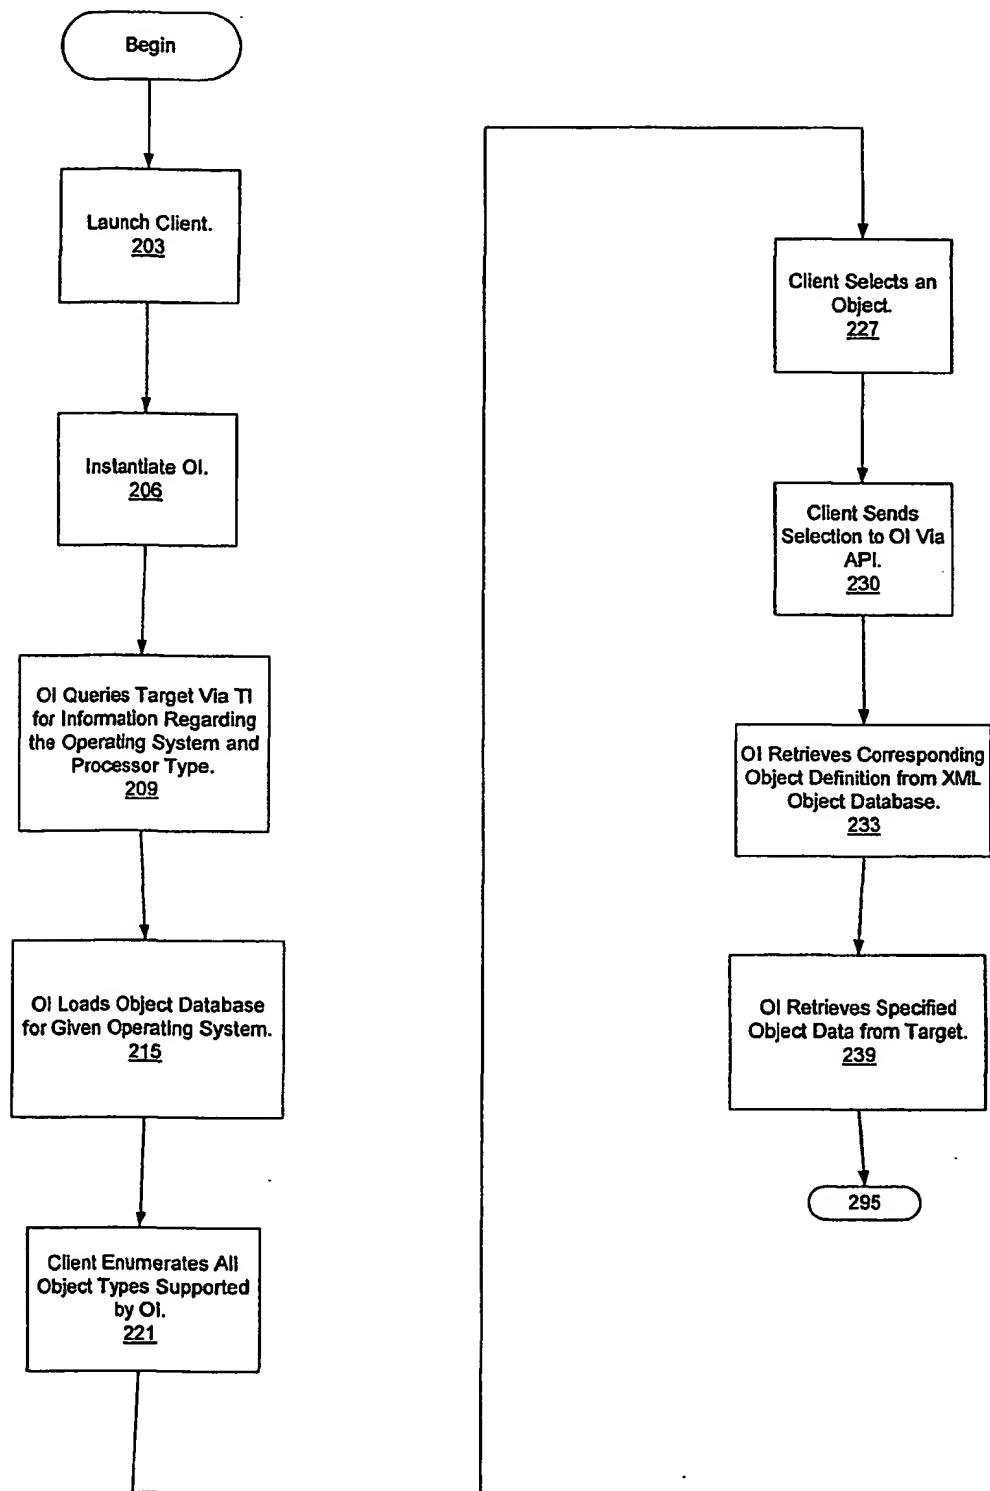 Begin
Launch Client.
203
Instantiate OI.
206
OI Queries Target Via TI
for Information Regarding
the Operating System and
Processor Type.
209
OI Loads Object Database
for Given Operating System.
215
Client Enumerates All
Object Types Supported
by OI.
221
Client Selects an
Object.
227
Client Sends
Selection to OI Via
API.
230
OI Retrieves Corresponding
Object Definition from XML
Object Database.
233
OI Retrieves Specified
Object Data from Target.
239
295